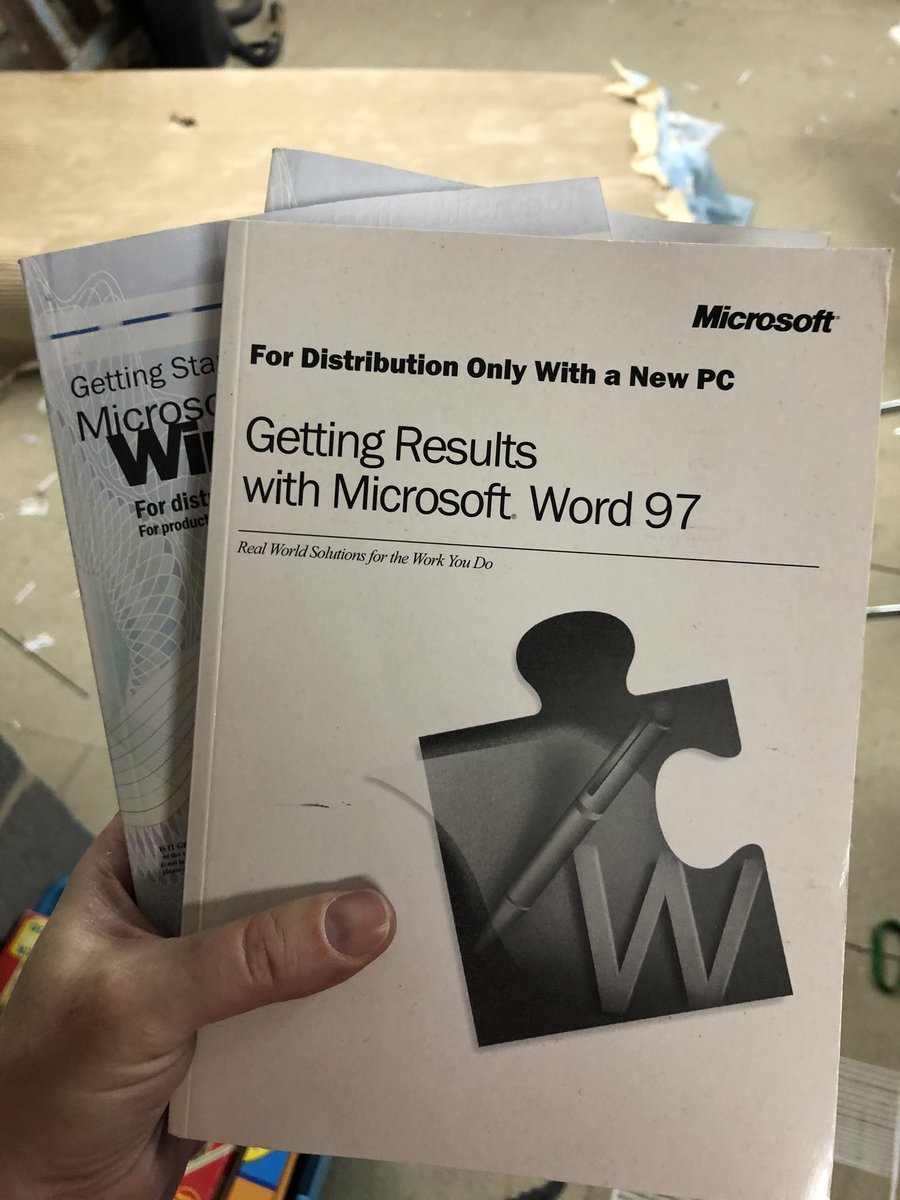 Microsoft
For Distribution Only With a New PC
Getting Results
with Microsoft Word 97
Real World Solutions for the Work You Do
W
Getting Sta
Microso
Wi
For dist
For product